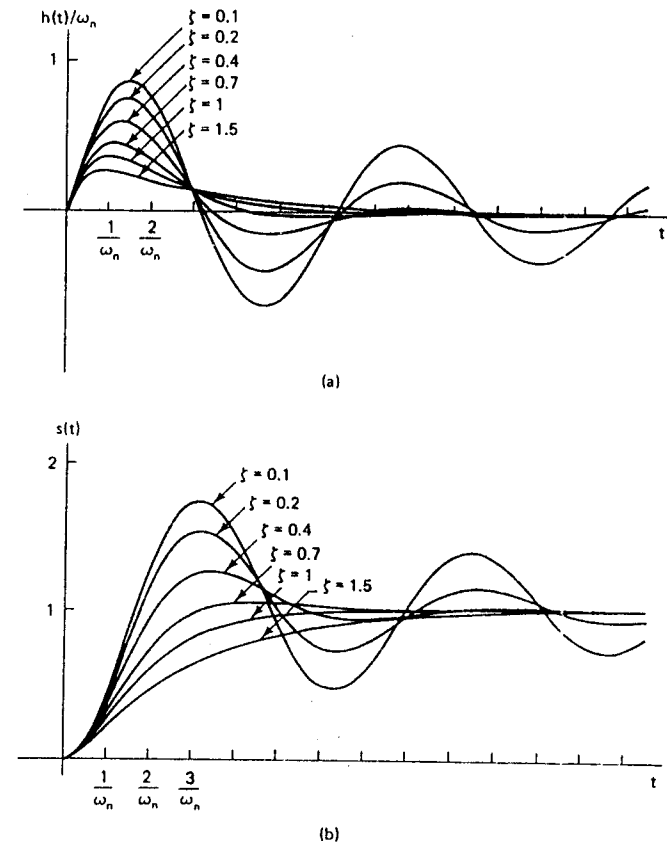 h(t)/ωₙ
ζ = 0.1
ζ = 0.2
1
ζ = 0.4
ζ = 0.7
ζ = 1
ζ = 1.5
1/ωₙ 2/ωₙ t
(a)
s(t)
2
ζ = 0.1
ζ = 0.2
ζ = 0.4
ζ = 0.7
ζ = 1
ζ = 1.5
1
1/ωₙ 2/ωₙ 3/ωₙ t
(b)